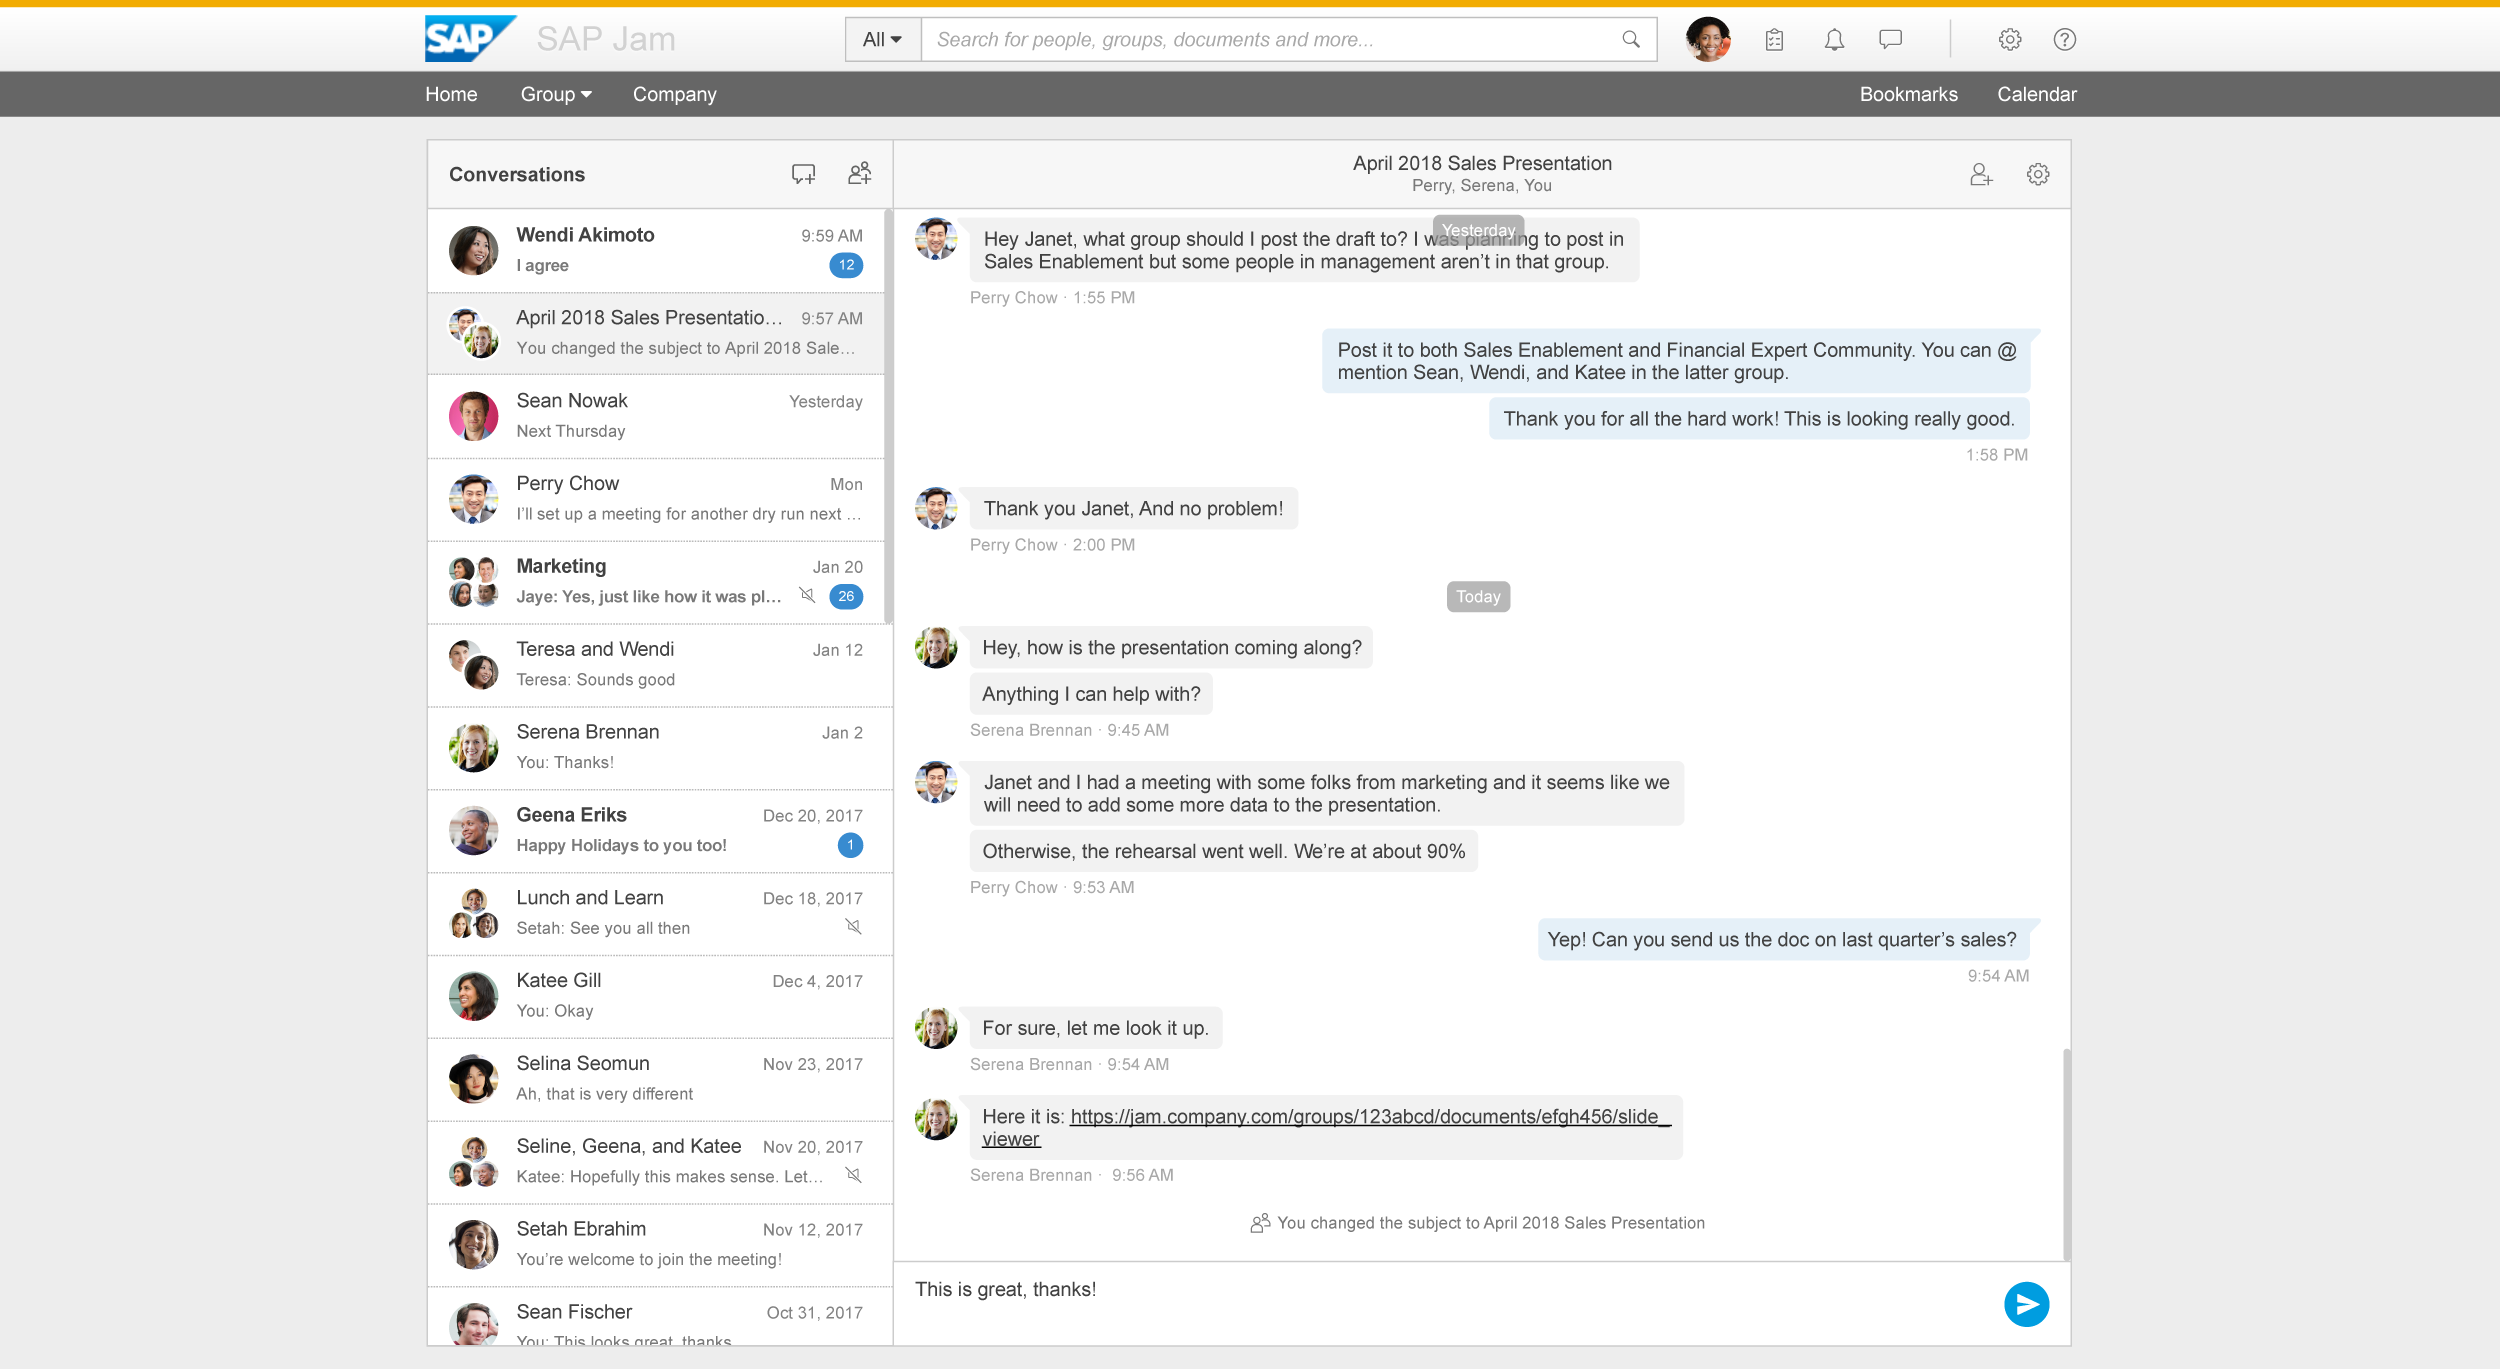 SAP SAP Jam All Search for people, groups, documents and more...
Home Group Company Bookmarks Calendar
Conversations
Wendi Akimoto 9:59 AM
I agree 12
April 2018 Sales Presentatio... 9:57 AM
You changed the subject to April 2018 Sale...
Sean Nowak Yesterday
Next Thursday
Perry Chow Mon
I’ll set up a meeting for another dry run next ...
Marketing Jan 20
Jaye: Yes, just like how it was pl... 26
Teresa and Wendi Jan 12
Teresa: Sounds good
Serena Brennan Jan 2
You: Thanks!
Geena Eriks Dec 20, 2017
Happy Holidays to you too! 1
Lunch and Learn Dec 18, 2017
Setah: See you all then
Katee Gill Dec 4, 2017
You: Okay
Selina Seomun Nov 23, 2017
Ah, that is very different
Seline, Geena, and Katee Nov 20, 2017
Katee: Hopefully this makes sense. Let...
Setah Ebrahim Nov 12, 2017
You’re welcome to join the meeting!
Sean Fischer Oct 31, 2017
You: This looks great, thanks
April 2018 Sales Presentation
Perry, Serena, You
Yesterday
Hey Janet, what group should I post the draft to? I was planning to post in
Sales Enablement but some people in management aren’t in that group.
Perry Chow · 1:55 PM
Post it to both Sales Enablement and Financial Expert Community. You can @
mention Sean, Wendi, and Katee in the latter group.
Thank you for all the hard work! This is looking really good.
1:58 PM
Thank you Janet, And no problem!
Perry Chow · 2:00 PM
Today
Hey, how is the presentation coming along?
Anything I can help with?
Serena Brennan · 9:45 AM
Janet and I had a meeting with some folks from marketing and it seems like we
will need to add some more data to the presentation.
Otherwise, the rehearsal went well. We’re at about 90%
Perry Chow · 9:53 AM
Yep! Can you send us the doc on last quarter’s sales?
9:54 AM
For sure, let me look it up.
Serena Brennan · 9:54 AM
Here it is: https://jam.company.com/groups/123abcd/documents/efgh456/slide_
viewer
Serena Brennan · 9:56 AM
You changed the subject to April 2018 Sales Presentation
This is great, thanks!